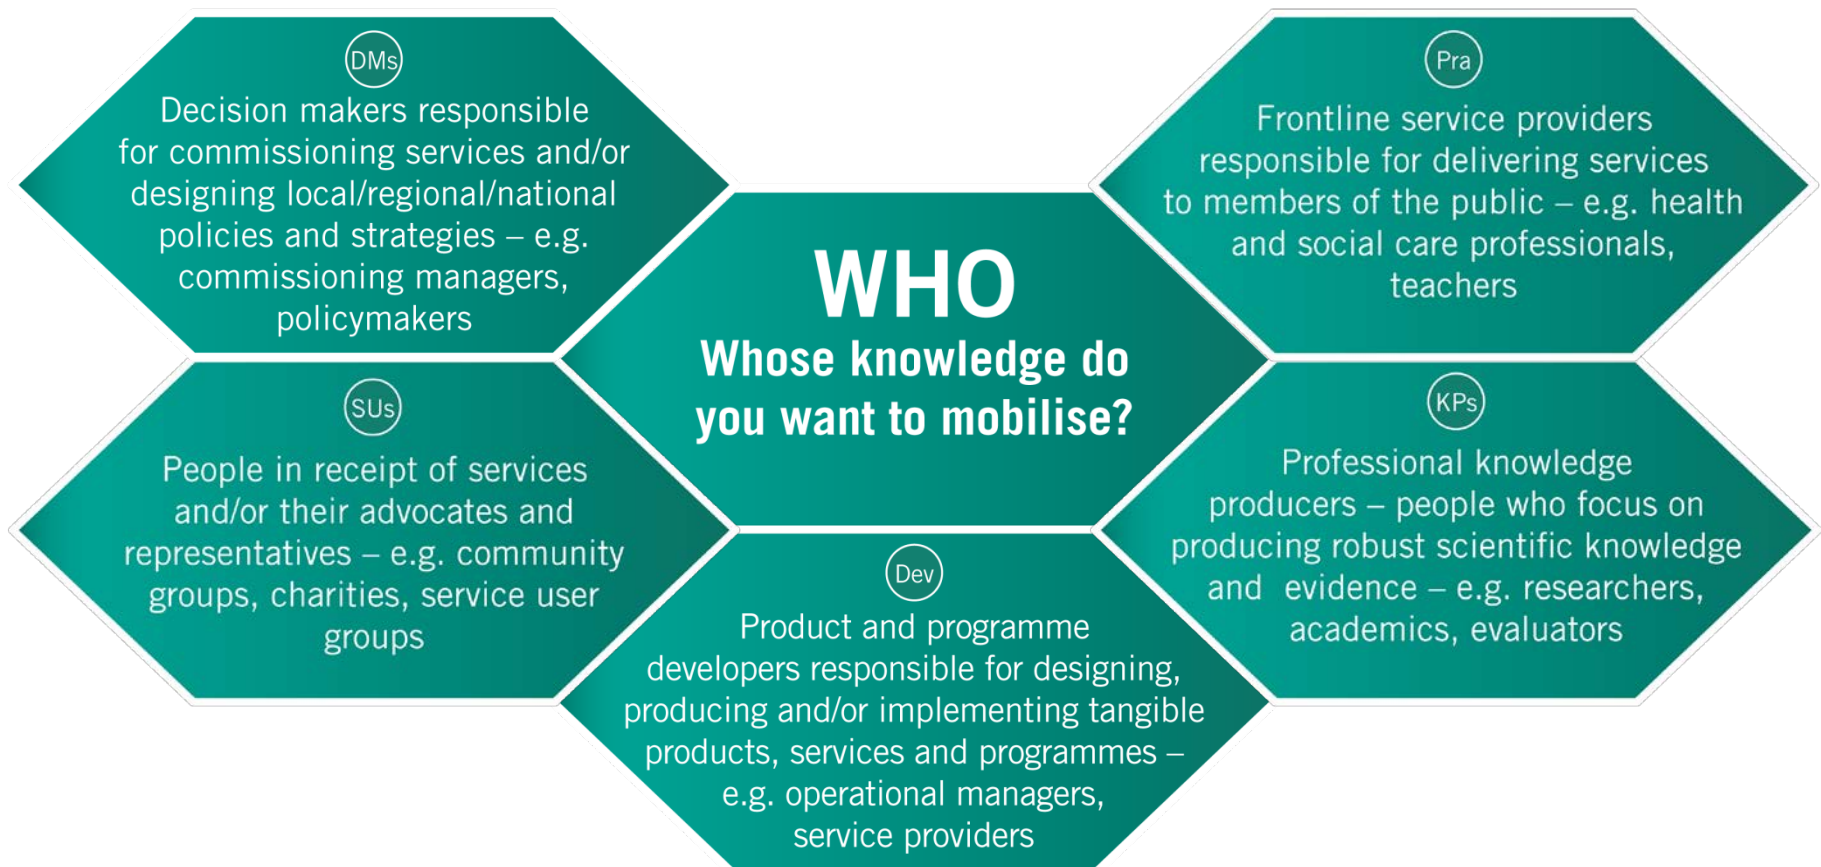 DMs
Decision makers responsible
for commissioning services and/or
designing local/regional/national
policies and strategies – e.g.
commissioning managers,
policymakers
Pra
Frontline service providers
responsible for delivering services
to members of the public – e.g. health
and social care professionals,
teachers
WHO
Whose knowledge do
you want to mobilise?
SUs
People in receipt of services
and/or their advocates and
representatives – e.g. community
groups, charities, service user
groups
KPs
Professional knowledge
producers – people who focus on
producing robust scientific knowledge
and evidence – e.g. researchers,
academics, evaluators
Dev
Product and programme
developers responsible for designing,
producing and/or implementing tangible
products, services and programmes –
e.g. operational managers,
service providers